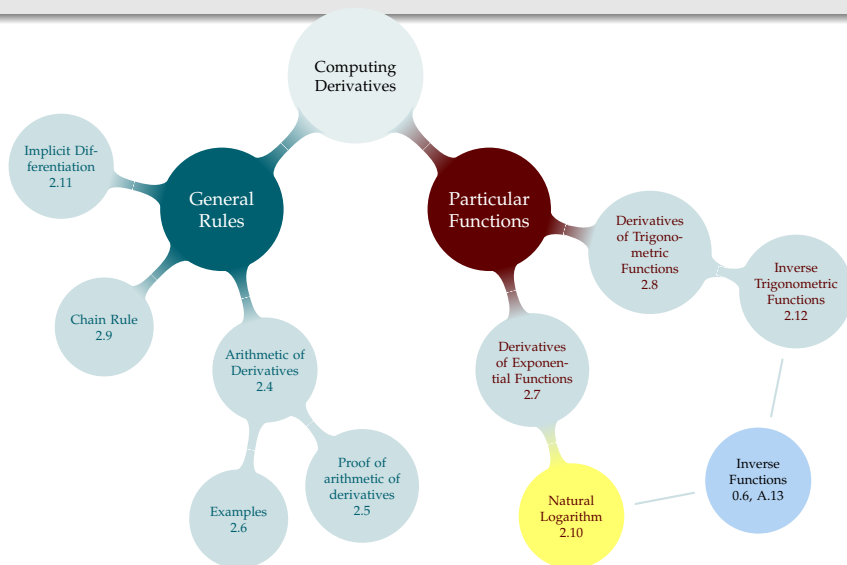 Computing
Derivatives
General
Rules
Particular
Functions
Implicit Dif-
ferentiation
2.11
Chain Rule
2.9
Arithmetic of
Derivatives
2.4
Examples
2.6
Proof of
arithmetic of
derivatives
2.5
Derivatives
of Trigono-
metric
Functions
2.8
Inverse
Trigonometric
Functions
2.12
Derivatives
of Exponen-
tial Functions
2.7
Natural
Logarithm
2.10
Inverse
Functions
0.6, A.13